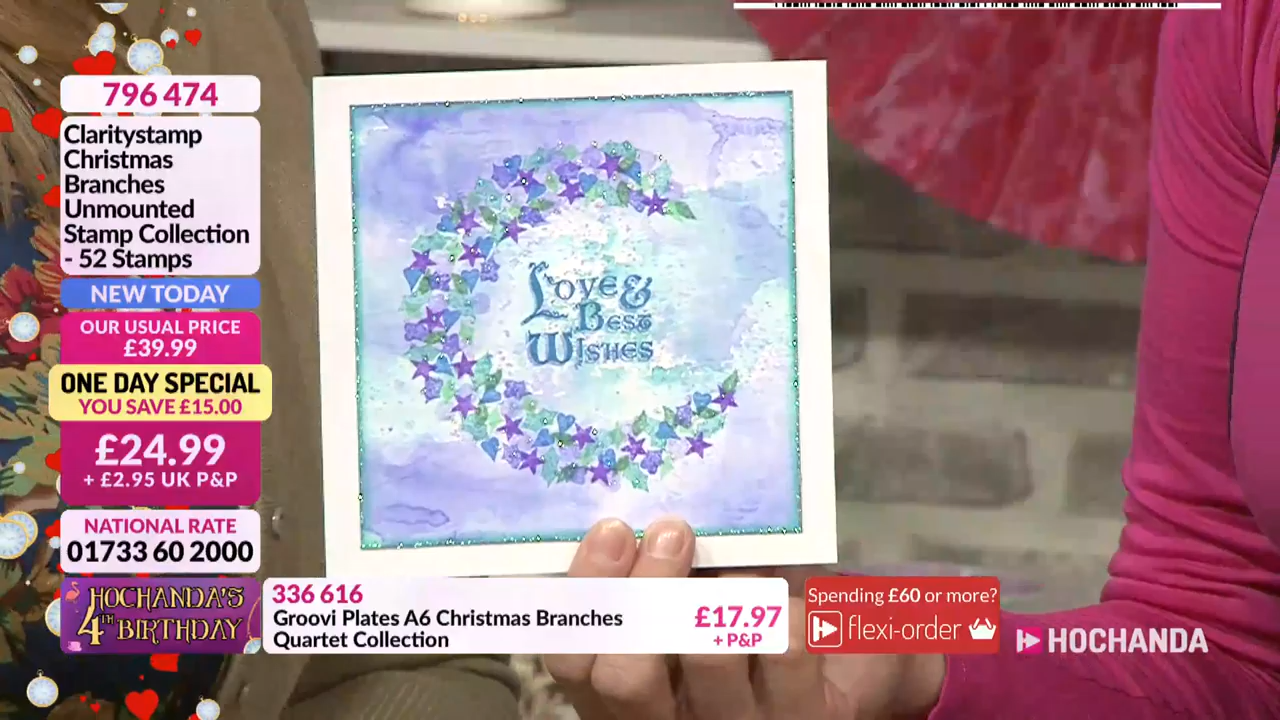 796 474
Claritystamp
Christmas
Branches
Unmounted
Stamp Collection
- 52 Stamps
NEW TODAY
OUR USUAL PRICE
£39.99
ONE DAY SPECIAL
YOU SAVE £15.00
£24.99
+ £2.95 UK P&P
NATIONAL RATE
01733 60 2000
HOCHANDA'S
4TH BIRTHDAY
Love &
Best
Wishes
336 616
Groovi Plates A6 Christmas Branches
Quartet Collection
£17.97
+ P&P
Spending £60 or more?
flexi-order
HOCHANDA